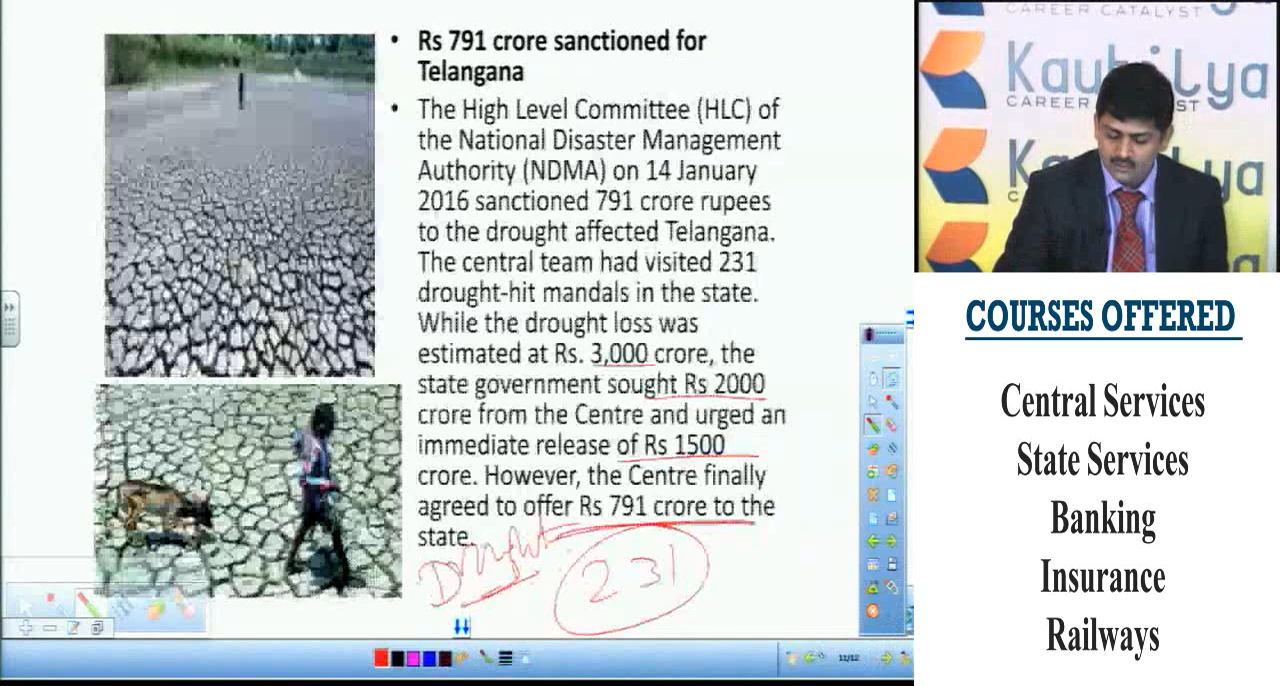 • Rs 791 crore sanctioned for
Telangana
• The High Level Committee (HLC) of
the National Disaster Management
Authority (NDMA) on 14 January
2016 sanctioned 791 crore rupees
to the drought affected Telangana.
The central team had visited 231
drought-hit mandals in the state.
While the drought loss was
estimated at Rs. 3,000 crore, the
state government sought Rs 2000
crore from the Centre and urged an
immediate release of Rs 1500
crore. However, the Centre finally
agreed to offer Rs 791 crore to the
state.
Drought
231
11/12
CAREER CATALYST
Kautilya
CAREER CATALYST
COURSES OFFERED
Central Services
State Services
Banking
Insurance
Railways